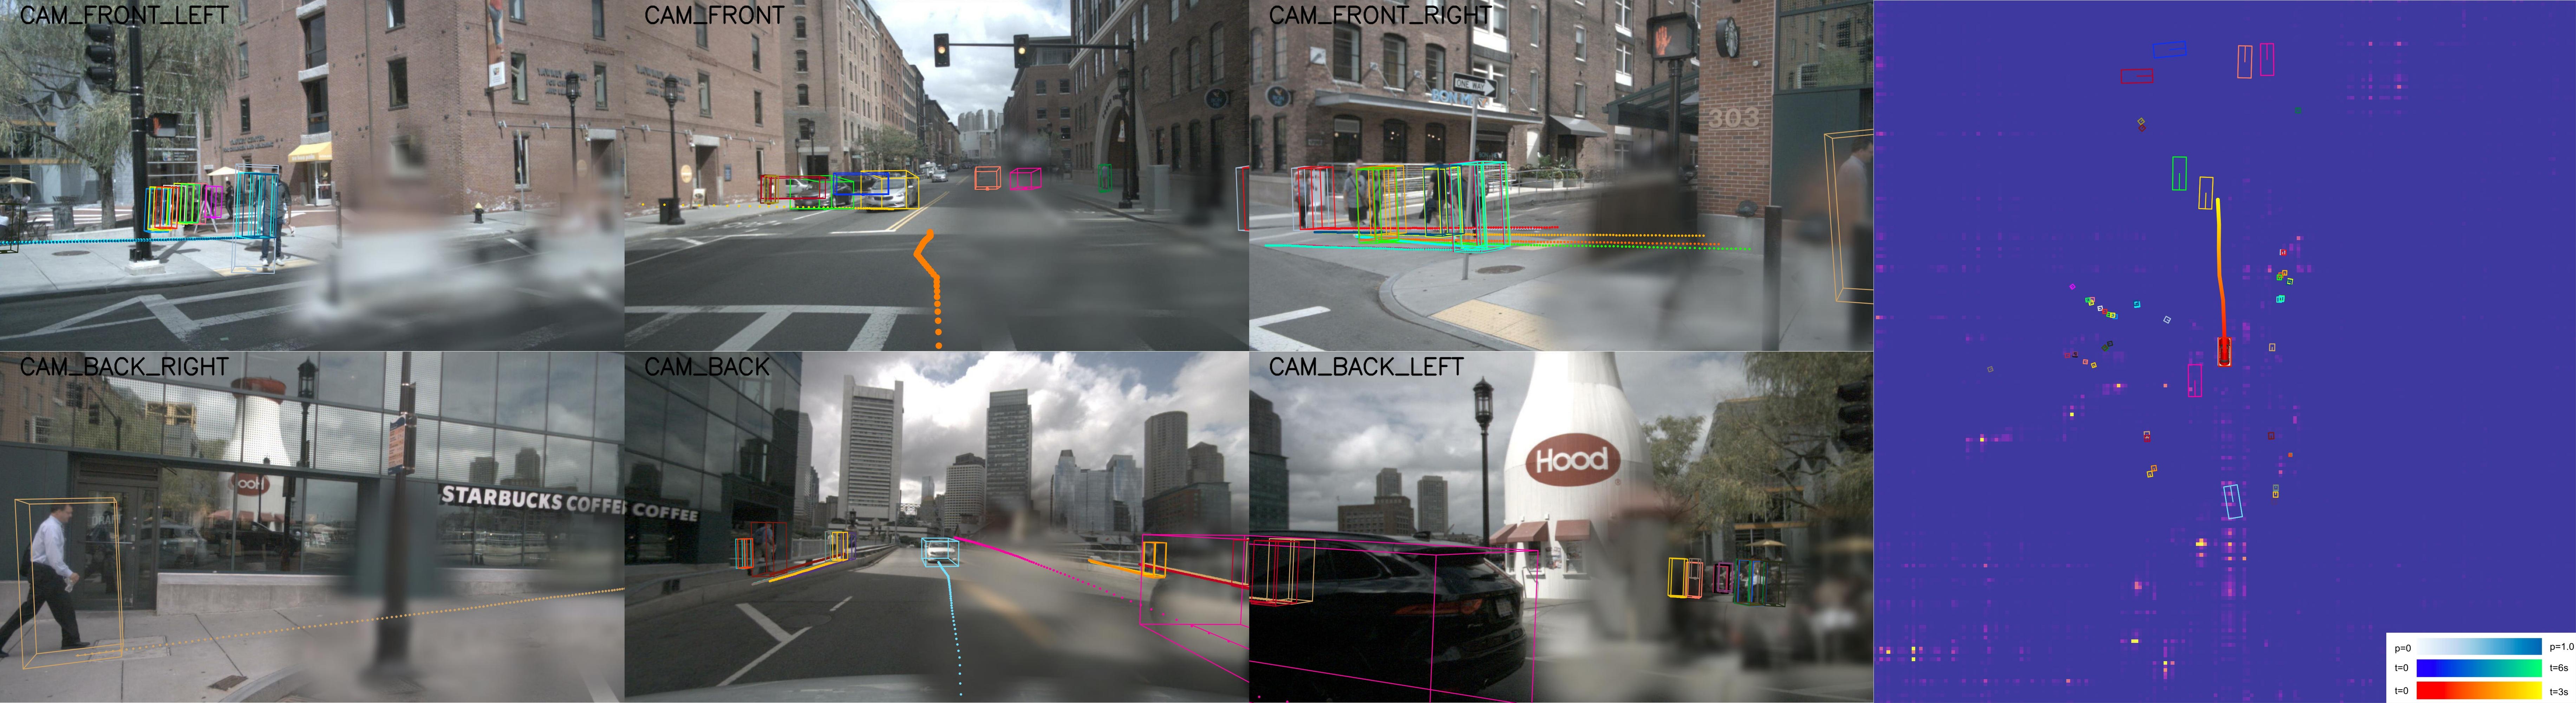 CAM_FRONT_LEFT
CAM_FRONT
CAM_FRONT_RIGHT
ONE WAY
303
CAM_BACK_RIGHT
CAM_BACK
CAM_BACK_LEFT
Hood
STARBUCKS COFFEE
COFFEE
p=0
p=1.0
t=0
t=6s
t=0
t=3s